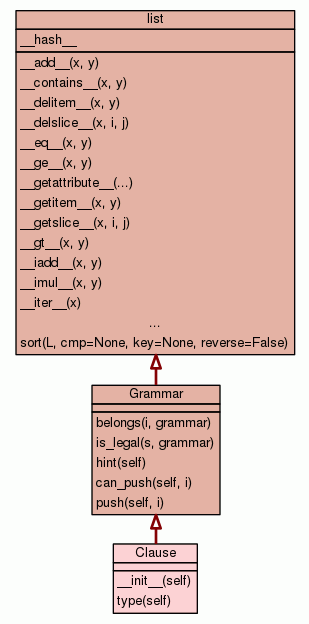 list
__hash__
__add__(x, y)
__contains__(x, y)
__delitem__(x, y)
__delslice__(x, i, j)
__eq__(x, y)
__ge__(x, y)
__getattribute__(...)
__getitem__(x, y)
__getslice__(x, i, j)
__gt__(x, y)
__iadd__(x, y)
__imul__(x, y)
__iter__(x)
...
sort(L, cmp=None, key=None, reverse=False)
Grammar
belongs(i, grammar)
is_legal(s, grammar)
hint(self)
can_push(self, i)
push(self, i)
Clause
__init__(self)
type(self)